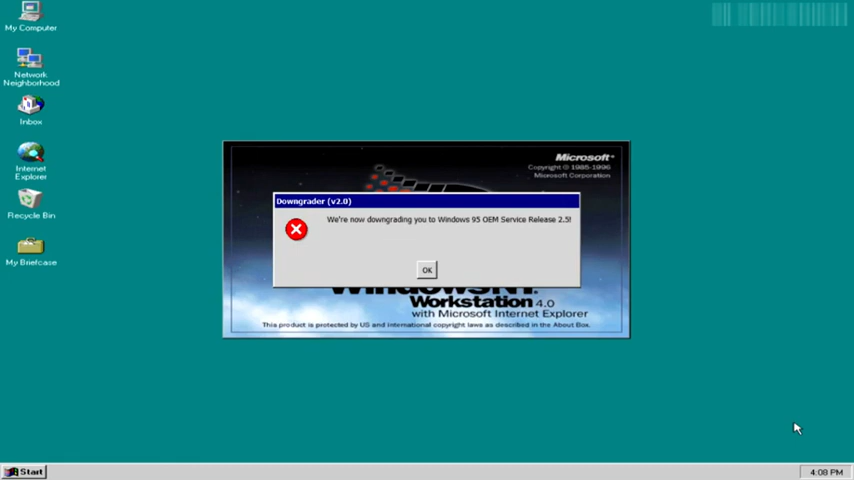 My Computer
Network
Neighborhood
Inbox
Internet
Explorer
Recycle Bin
My Briefcase
Microsoft
Copyright © 1985-1996
Microsoft Corporation
Downgrader (v2.0)
We're now downgrading you to Windows 95 OEM Service Release 2.5!
OK
Workstation 4.0
with Microsoft Internet Explorer
This product is protected by US and international copyright laws as described in the About Box.
Start
4:08 PM